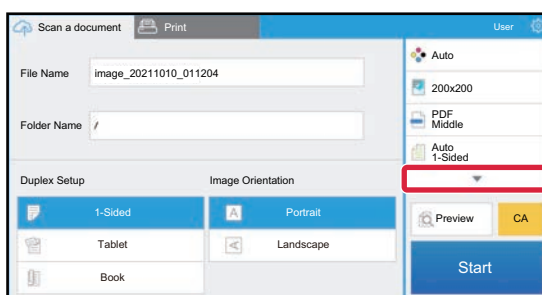 Scan a document
Print
User
File Name
image_20211010_011204
Folder Name
/
Duplex Setup
1-Sided
Tablet
Book
Image Orientation
A
Portrait
A
Landscape
Auto
200x200
PDF
Middle
Auto
1-Sided
Preview
CA
Start